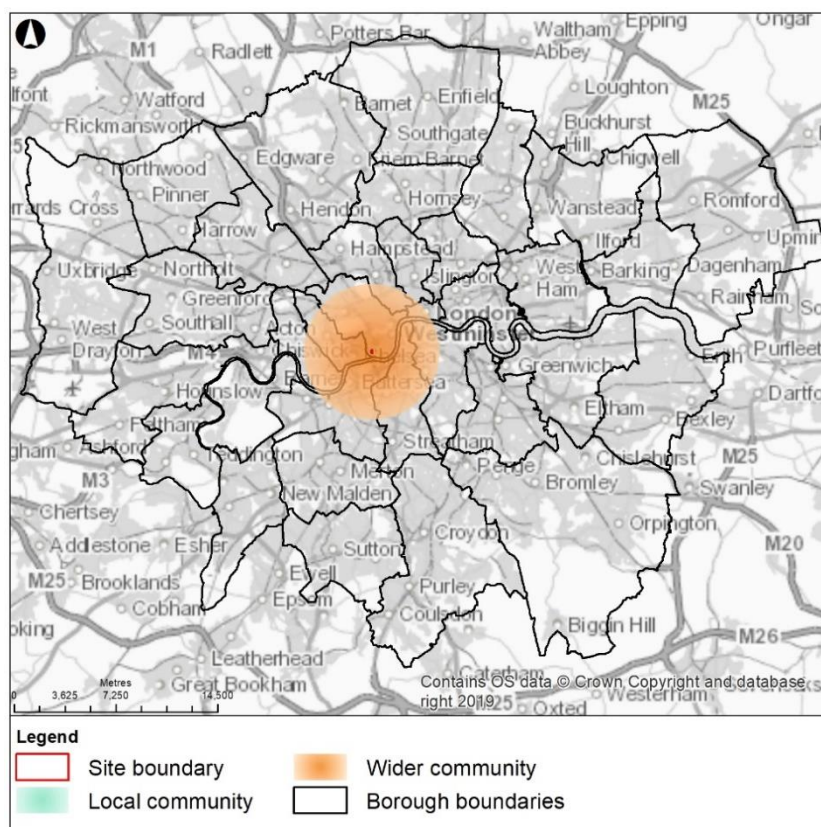 Potters Bar
Waltham Abbey
Epping
Ongar
M1
Radlett
Loughton
M25
Watford
Barnet
Enfield
Buckhurst Hill
Rickmansworth
Southgate
Chigwell
Edgware
Friern Barnet
Northwood
Pinner
Hornsey
Wanstead
Romford
Hendon
Harrow
Ilford
Hampstead
Islington
Uxbridge
Northolt
West Ham
Barking
Dagenham
Greenford
London
Rainham
Southall
Westminster
West Drayton
M4
Chiswick
Chelsea
Purfleet
Erith
Greenwich
Battersea
Hounslow
Eltham
Bexley
Feltham
Ashford
Teddington
Streatham
Chislehurst
M25
M3
Merton
Penge
Bromley
Swanley
New Malden
Chertsey
Orpington
Croydon
Addlestone
Esher
Sutton
M20
M25
Brooklands
Ewell
Purley
Cobham
Epsom
Coulsdon
Biggin Hill
M26
Leatherhead
Caterham
Metres
Great Bookham
0 3,625 7,250 14,500
Contains OS data © Crown Copyright and database
right 2019
Westerham
Oxted
Legend
Site boundary
Wider community
Local community
Borough boundaries